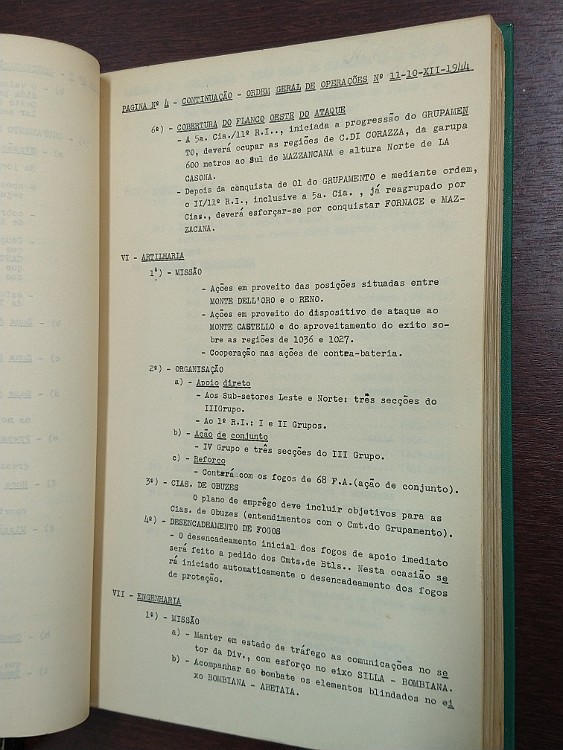 PAGINA Nº 4 - CONTINUAÇÃO - ORDEM GERAL DE OPERAÇÕES Nº 11-10-XII-1944
6º) - COBERTURA DO FLANCO OESTE DO ATAQUE
- A 5a. Cia./11º R.I.., iniciada a progressão do GRUPAMEN
TO, deverá ocupar as regiões de C.DI CORAZZA, da garupa
600 metros ao Sul de MAZZANCANA e altura Norte de LA
CASONA.
- Depois da cònquista de O1 do GRUPAMENTO e mediante ordem,
o II/11º R.I., inclusive a 5a. Cia. , já reagrupado por
Cias., deverá esforçar-se por conquistar FORNACE e MAZ-
ZACANA.
VI - ARTILHARIA
1º) - MISSÃO
- Ações em proveito das posições situadas entre
MONTE DELL'ORO e o RENO.
- Ações em proveito do dispositivo de ataque ao
MONTE CASTELLO e do aproveitamento do exito so-
bre as regiões de 1036 e 1027.
- Cooperação nas ações de contra-bateria.
2º) - ORGANISAÇÃO
a) - Apoio direto
- Aos Sub-setores Leste e Norte: três secções do
IIIGrupo.
- Ao 1º R.I.: I e II Grupos.
b) - Ação de conjunto
- IV Grupo e três secções do III Grupo.
c) - Reforço
- Contará com os fogos de 68 F.A.(ação de conjunto).
3º) - CIAS. DE OBUZES
O plano de emprêgo deve incluir objetivos para as
Cias. de Obuzes (entendimentos com o Cmt.do Grupamento).
4º) - DESENCADEAMENTO DE FOGOS
- O desencadeamento inicial dos fogos de apoio imediato
será feito a pedido dos Cmts.de Btls.. Nesta ocasião se
rá iniciado automaticamente o desencadeamento dos fogos
de proteção.
VII - ENGENHARIA
1º) - MISSÃO
a) - Manter em estado de tráfego as comunicações no se
tor da Div., com esforço no eixo SILLA - BOMBIANA.
b) - Acompanhar ao bombate os elementos blindados no ei
xo BOMBIANA - ABETAIA.